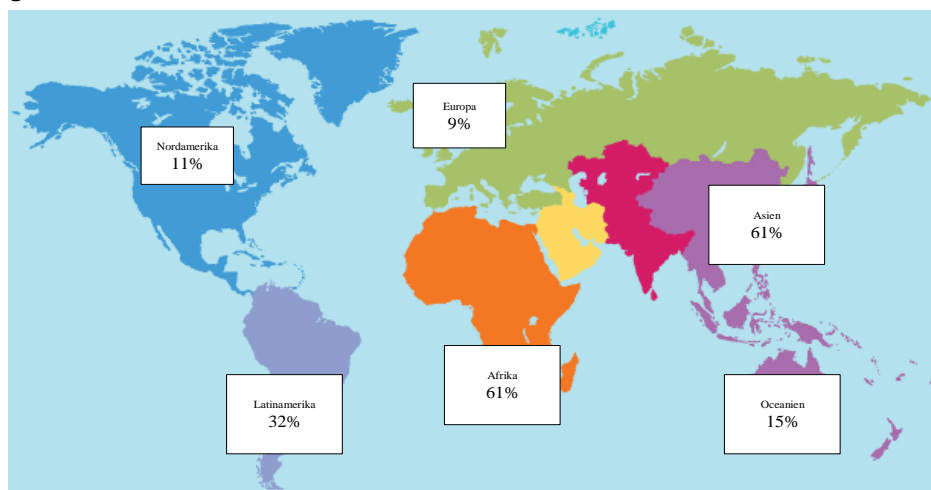 Europa
9%
Nordamerika
11%
Asien
61%
Afrika
61%
Latinamerika
32%
Oceanien
15%